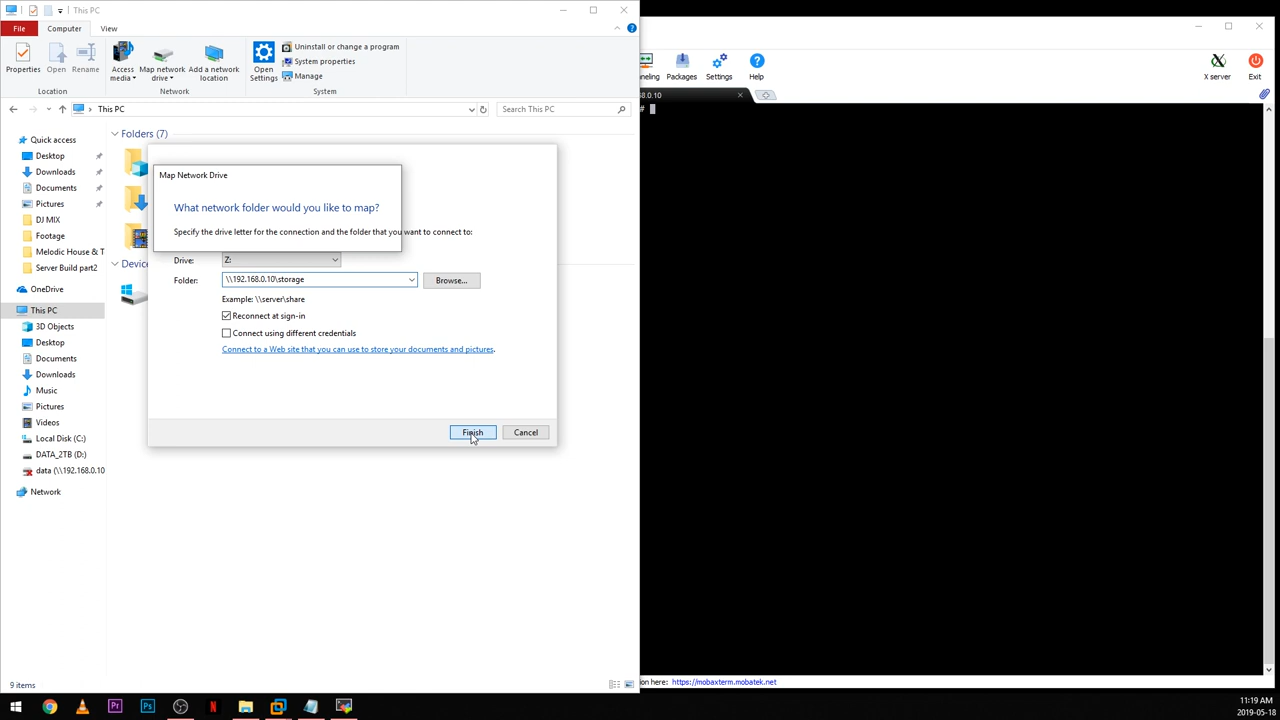 This PC
File
Computer
View
Properties
Open
Rename
Access media
Map network drive
Add a network location
Open Settings
Uninstall or change a program
System properties
Manage
Location
Network
System
This PC
Search This PC
Quick access
Desktop
Downloads
Documents
Pictures
DJ MIX
Footage
Melodic House & T
Server Build part2
OneDrive
This PC
3D Objects
Desktop
Documents
Downloads
Music
Pictures
Videos
Local Disk (C:)
DATA_2TB (D:)
data (\\192.168.0.10
Network
Folders (7)
Map Network Drive
What network folder would you like to map?
Specify the drive letter for the connection and the folder that you want to connect to:
Drive:
Z:
Folder:
\\192.168.0.10\storage
Browse...
Example: \\server\share
Reconnect at sign-in
Connect using different credentials
Connect to a Web site that you can use to store your documents and pictures.
Finish
Cancel
9 items
Packages
Settings
Help
X server
Exit
#
https://mobaxterm.mobatek.net
Pr
Ps
11:19 AM
2019-05-18